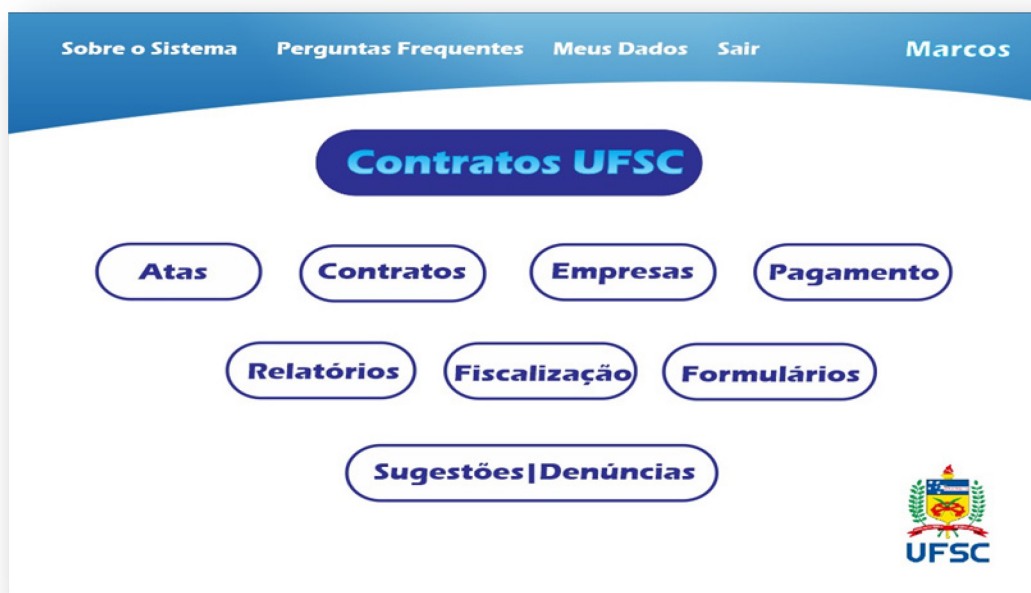 Sobre o Sistema Perguntas Frequentes Meus Dados Sair Marcos
Contratos UFSC
Atas Contratos Empresas Pagamento
Relatórios Fiscalização Formulários
Sugestões|Denúncias
UFSC